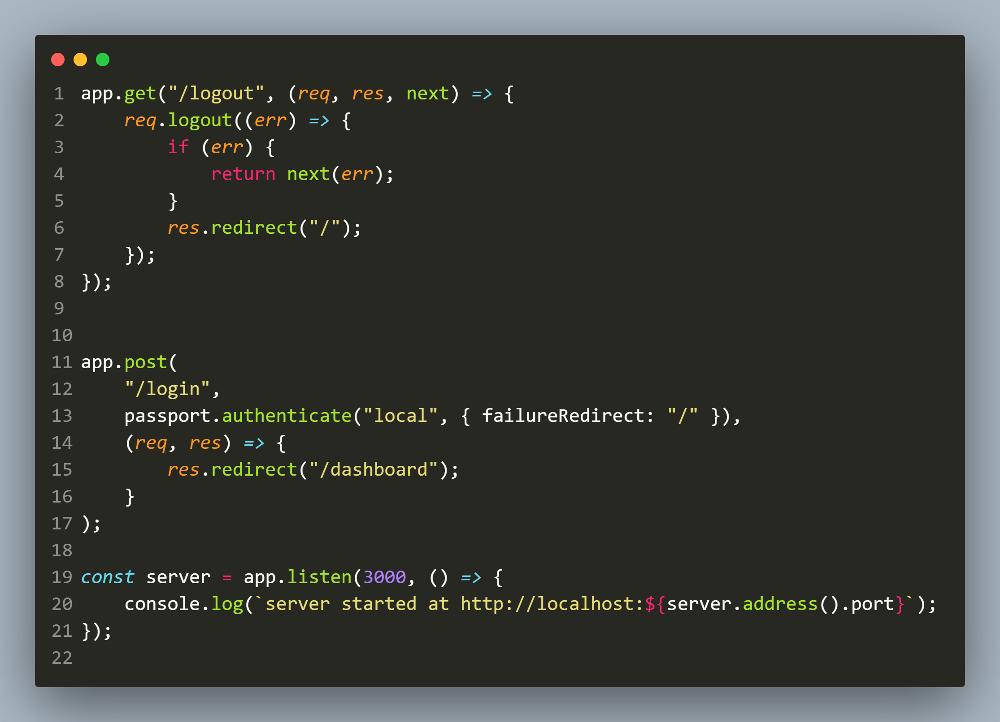 1 app.get("/logout", (req, res, next) => {
2     req.logout((err) => {
3         if (err) {
4             return next(err);
5         }
6         res.redirect("/");
7     });
8 });
9
10
11 app.post(
12     "/login",
13     passport.authenticate("local", { failureRedirect: "/" }),
14     (req, res) => {
15         res.redirect("/dashboard");
16     }
17 );
18
19 const server = app.listen(3000, () => {
20     console.log(`server started at http://localhost:${server.address().port}`);
21 });
22